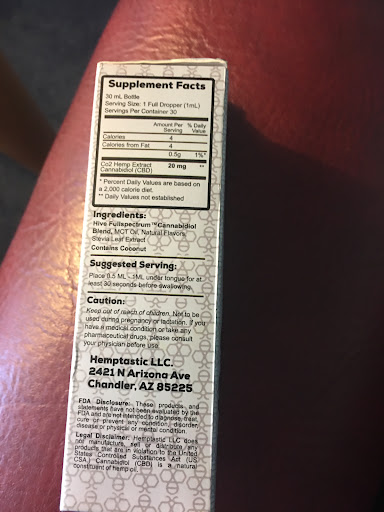 Supplement Facts
30 mL Bottle
Serving Size: 1 Full Dropper (1mL)
Servings Per Container 30
Amount Per Serving % Daily Value
Calories 4
Calories from Fat 4
0.5g 1%*
Co2 Hemp Extract 20 mg **
Cannabidiol (CBD)
* Percent Daily Values are based on
a 2,000 calorie diet.
** Daily Values not established
Ingredients:
Hive Fullspectrum™ Cannabidiol
Blend, MCT Oil, Natural Flavors,
Stevia Leaf Extract
Contains Coconut
Suggested Serving:
Place 0.5 ML - 1ML under tongue for at
least 30 seconds before swallowing.
Caution:
Keep out of reach of children. Not to be
used during pregnancy or lactation. If you
have a medical condition or take any
pharmaceutical drugs, please consult
your physician before use.
Hemptastic LLC.
2421 N Arizona Ave
Chandler, AZ 85225
FDA Disclosure: These products and
statements have not been evaluated by the
FDA and are not intended to diagnose, treat,
cure or prevent any condition, disorder,
disease or physical or mental condition.
Legal Disclaimer: Hemptastic LLC does
not manufacture, sell or distribute any
products that are in violation to the United
States Controlled Substances Act (US
CSA.) Cannabidiol (CBD) is a natural
constituent of hemp oil.